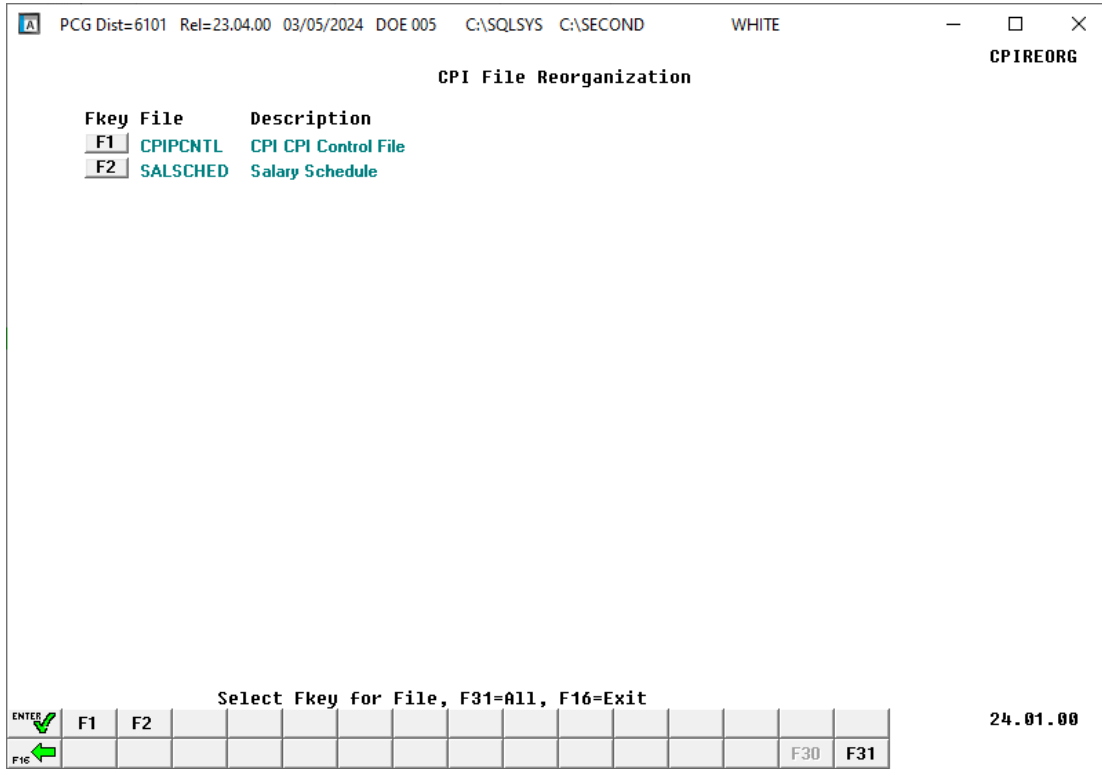 A PCG Dist=6101 Rel=23.04.00 03/05/2024 DOE 005 C:\SQLSYS C:\SECOND WHITE
CPIREORG
CPI File Reorganization
Fkey File Description
F1 CPIPCNTL CPI CPI Control File
F2 SALSCHED Salary Schedule
Select Fkey for File, F31=All, F16=Exit
ENTER F1 F2 24.01.00
F16 F30 F31